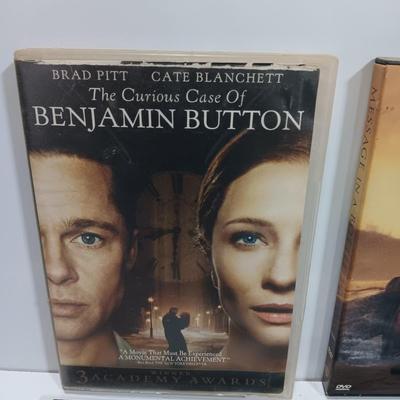 BRAD PITT CATE BLANCHETT
The Curious Case Of
BENJAMIN BUTTON
"A Movie That Must Be Experienced
A MONUMENTAL ACHIEVEMENT"
WINNER
3 ACADEMY AWARDS
MESSAGE IN A B
DVD